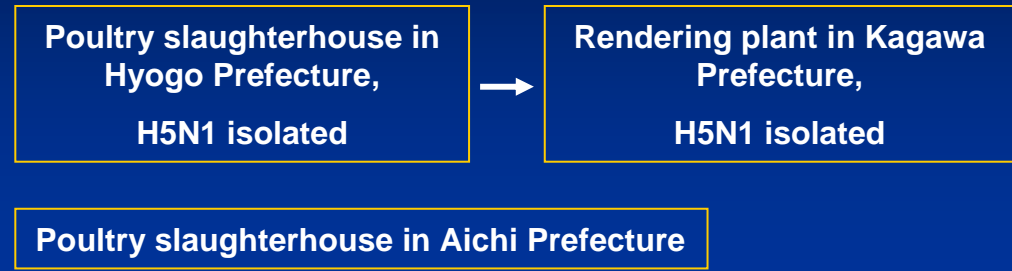 Poultry slaughterhouse in
Hyogo Prefecture,
H5N1 isolated
Rendering plant in Kagawa
Prefecture,
H5N1 isolated
Poultry slaughterhouse in Aichi Prefecture